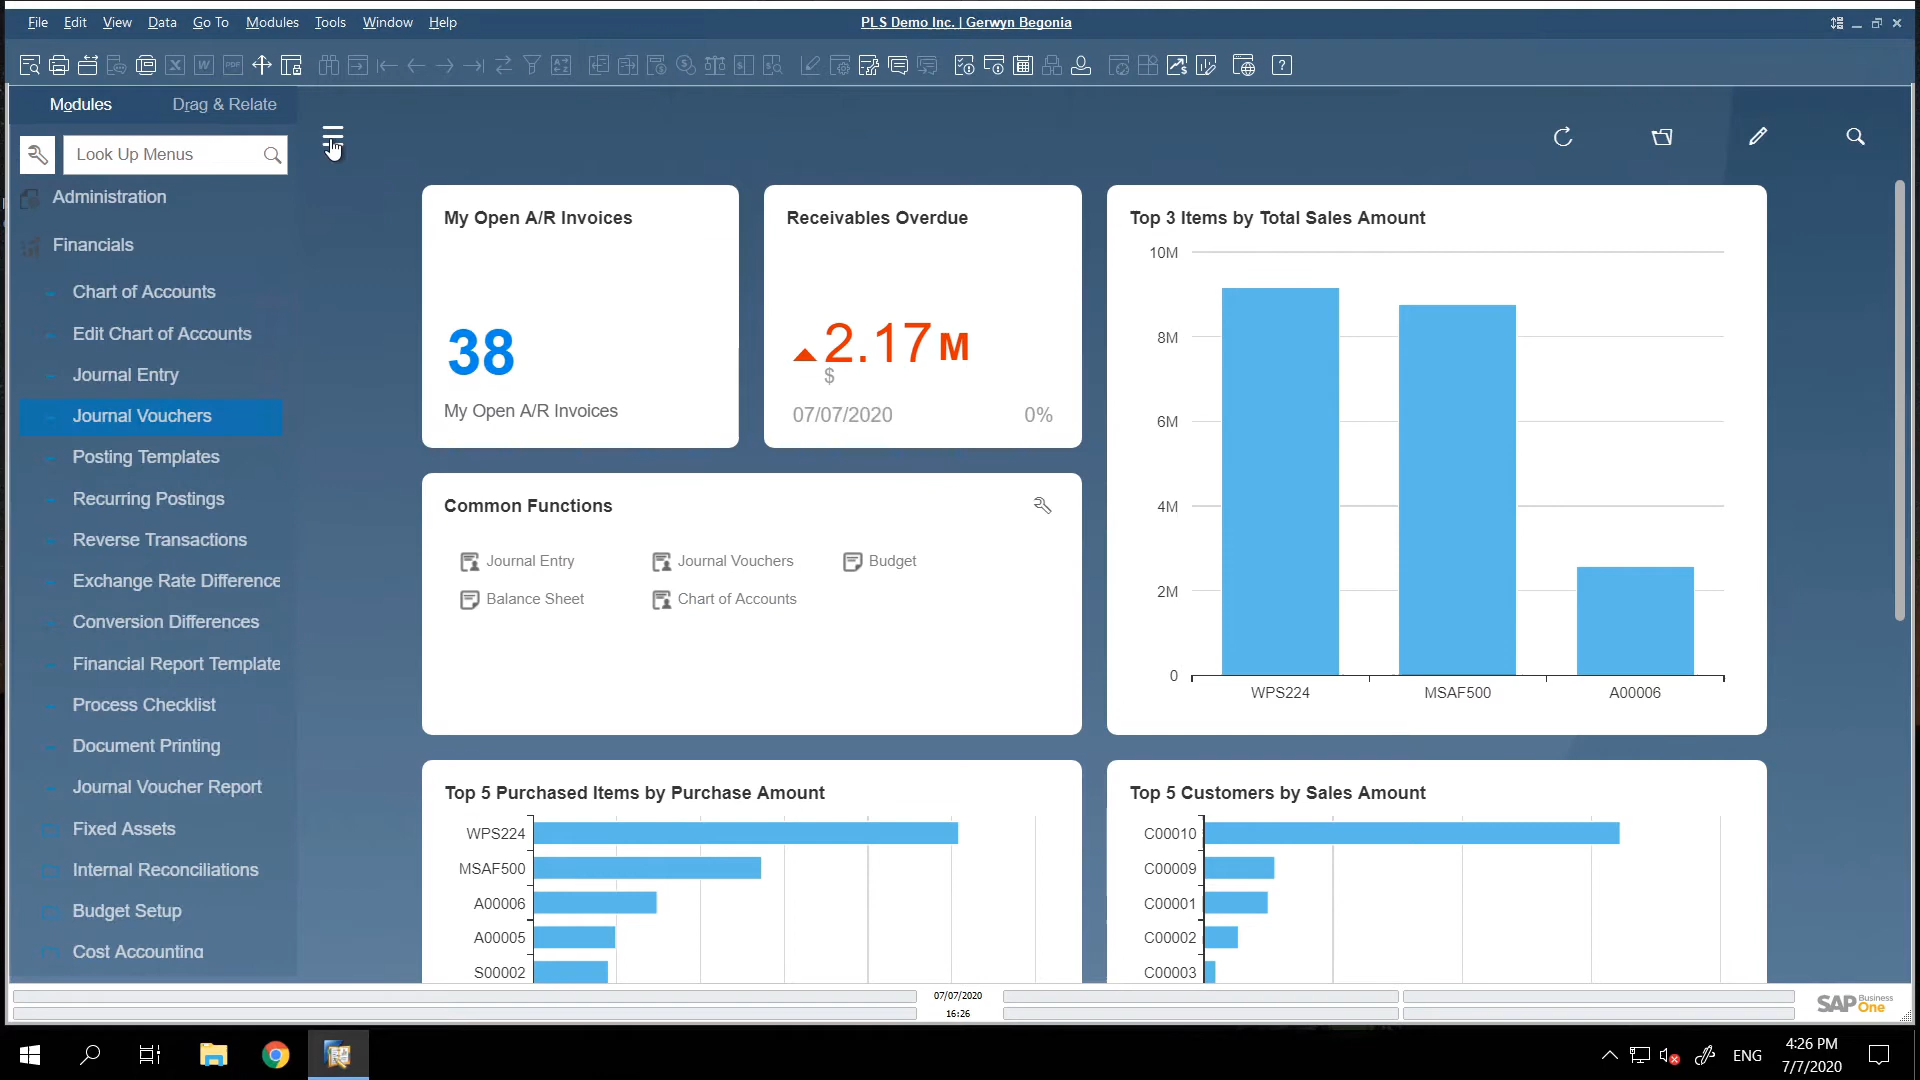 File Edit View Data Go To Modules Tools Window Help
PLS Demo Inc. | Gerwyn Begonia
Modules Drag & Relate
Look Up Menus
Administration
Financials
Chart of Accounts
Edit Chart of Accounts
Journal Entry
Journal Vouchers
Posting Templates
Recurring Postings
Reverse Transactions
Exchange Rate Difference
Conversion Differences
Financial Report Template
Process Checklist
Document Printing
Journal Voucher Report
Fixed Assets
Internal Reconciliations
Budget Setup
Cost Accounting
My Open A/R Invoices
38
My Open A/R Invoices
Receivables Overdue
2.17 M
$
07/07/2020 0%
Common Functions
Journal Entry Journal Vouchers Budget
Balance Sheet Chart of Accounts
Top 3 Items by Total Sales Amount
10M
8M
6M
4M
2M
0
WPS224 MSAF500 A00006
Top 5 Purchased Items by Purchase Amount
WPS224
MSAF500
A00006
A00005
S00002
Top 5 Customers by Sales Amount
C00010
C00009
C00001
C00002
C00003
07/07/2020
16:26
SAP Business One
ENG
4:26 PM
7/7/2020